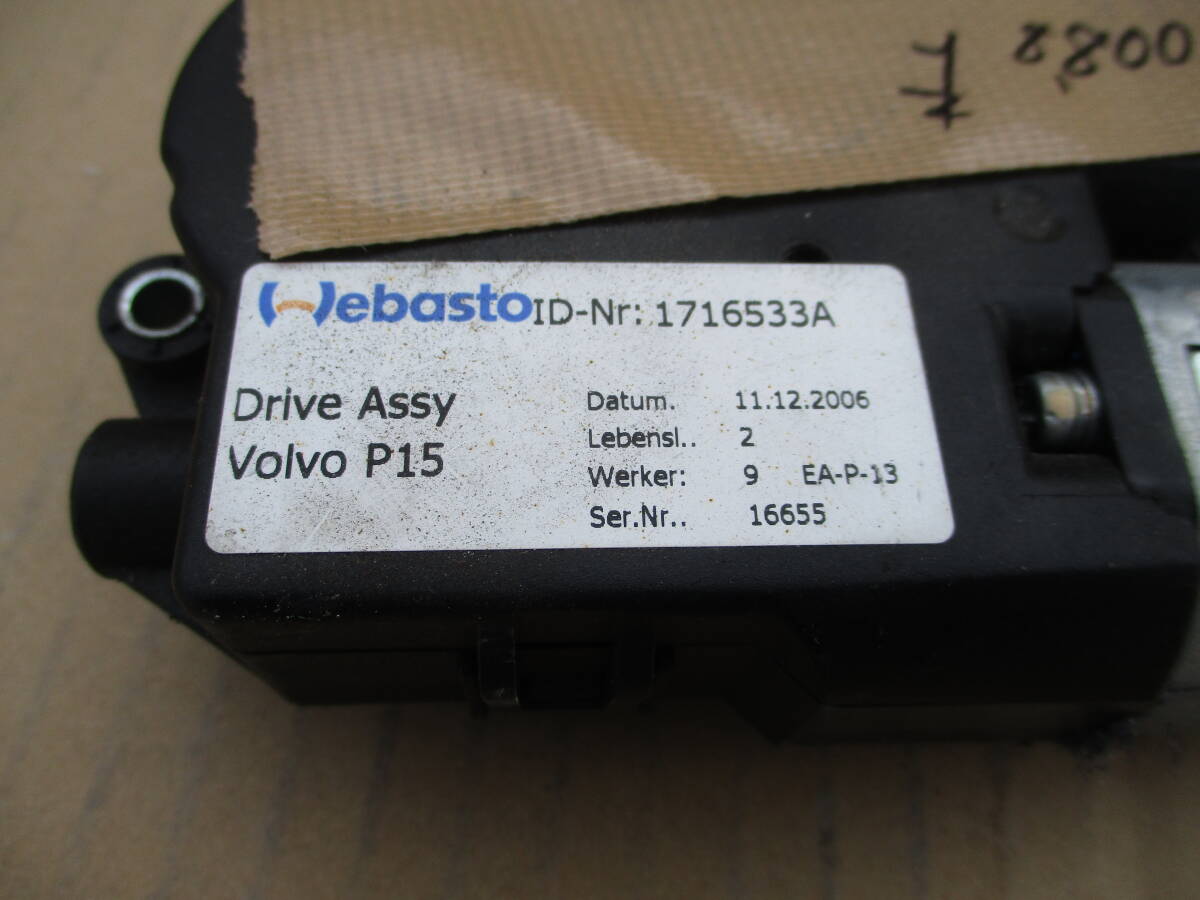 Webasto ID-Nr: 1716533A
Drive Assy
Volvo P15
Datum. 11.12.2006
Lebensl.. 2
Werker: 9 EA-P-13
Ser.Nr.. 16655